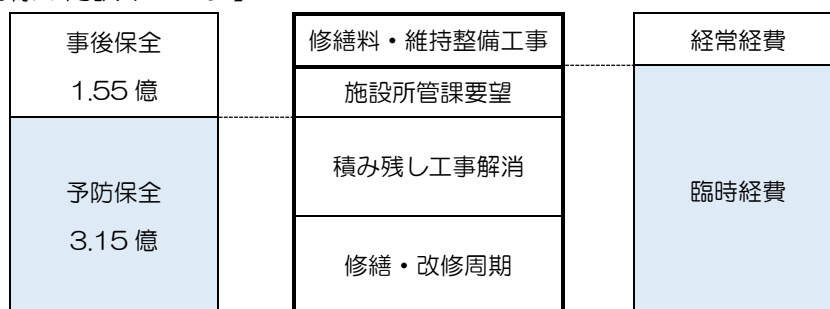 事後保全
1.55 億
予防保全
3.15 億
修繕料・維持整備工事
施設所管課要望
積み残し工事解消
修繕・改修周期
経常経費
臨時経費